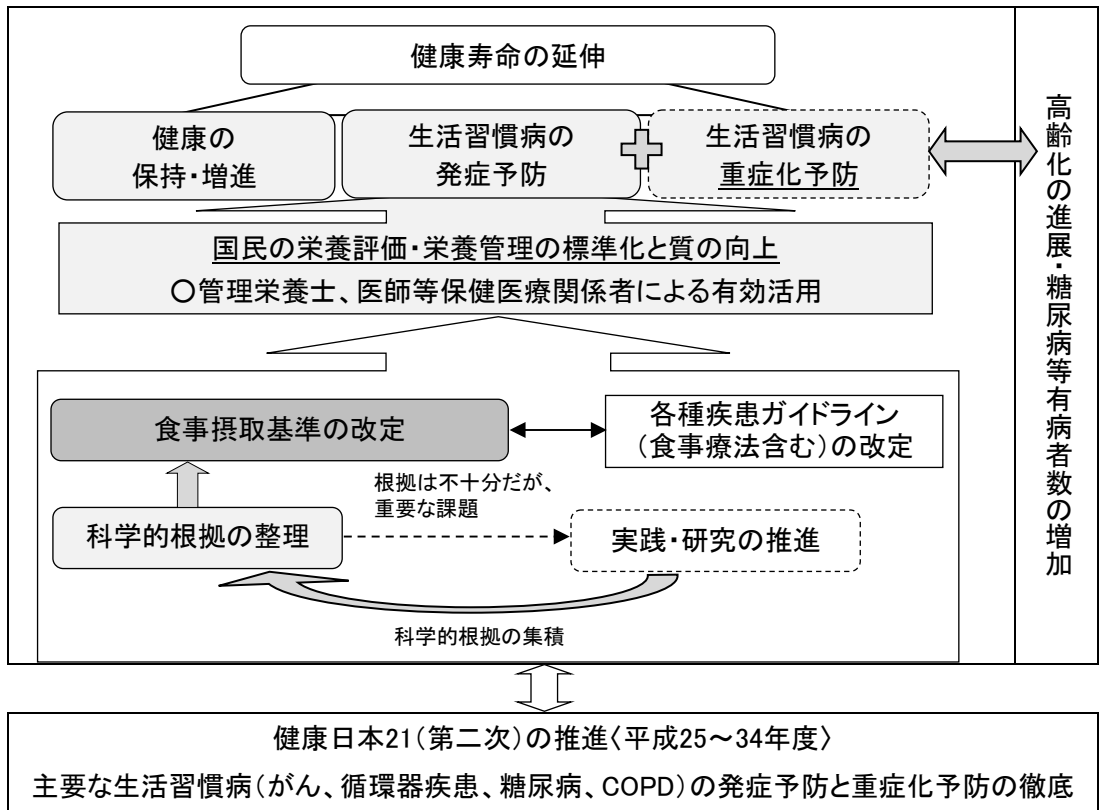 健康寿命の延伸
健康の
保持・増進
生活習慣病の
発症予防
生活習慣病の
重症化予防
国民の栄養評価・栄養管理の標準化と質の向上
○管理栄養士、医師等保健医療関係者による有効活用
食事摂取基準の改定
各種疾患ガイドライン
（食事療法含む）の改定
根拠は不十分だが、
重要な課題
科学的根拠の整理
実践・研究の推進
科学的根拠の集積
高齢化の進展・糖尿病等有病者数の増加
健康日本21（第二次）の推進〈平成25～34年度〉
主要な生活習慣病（がん、循環器疾患、糖尿病、COPD）の発症予防と重症化予防の徹底